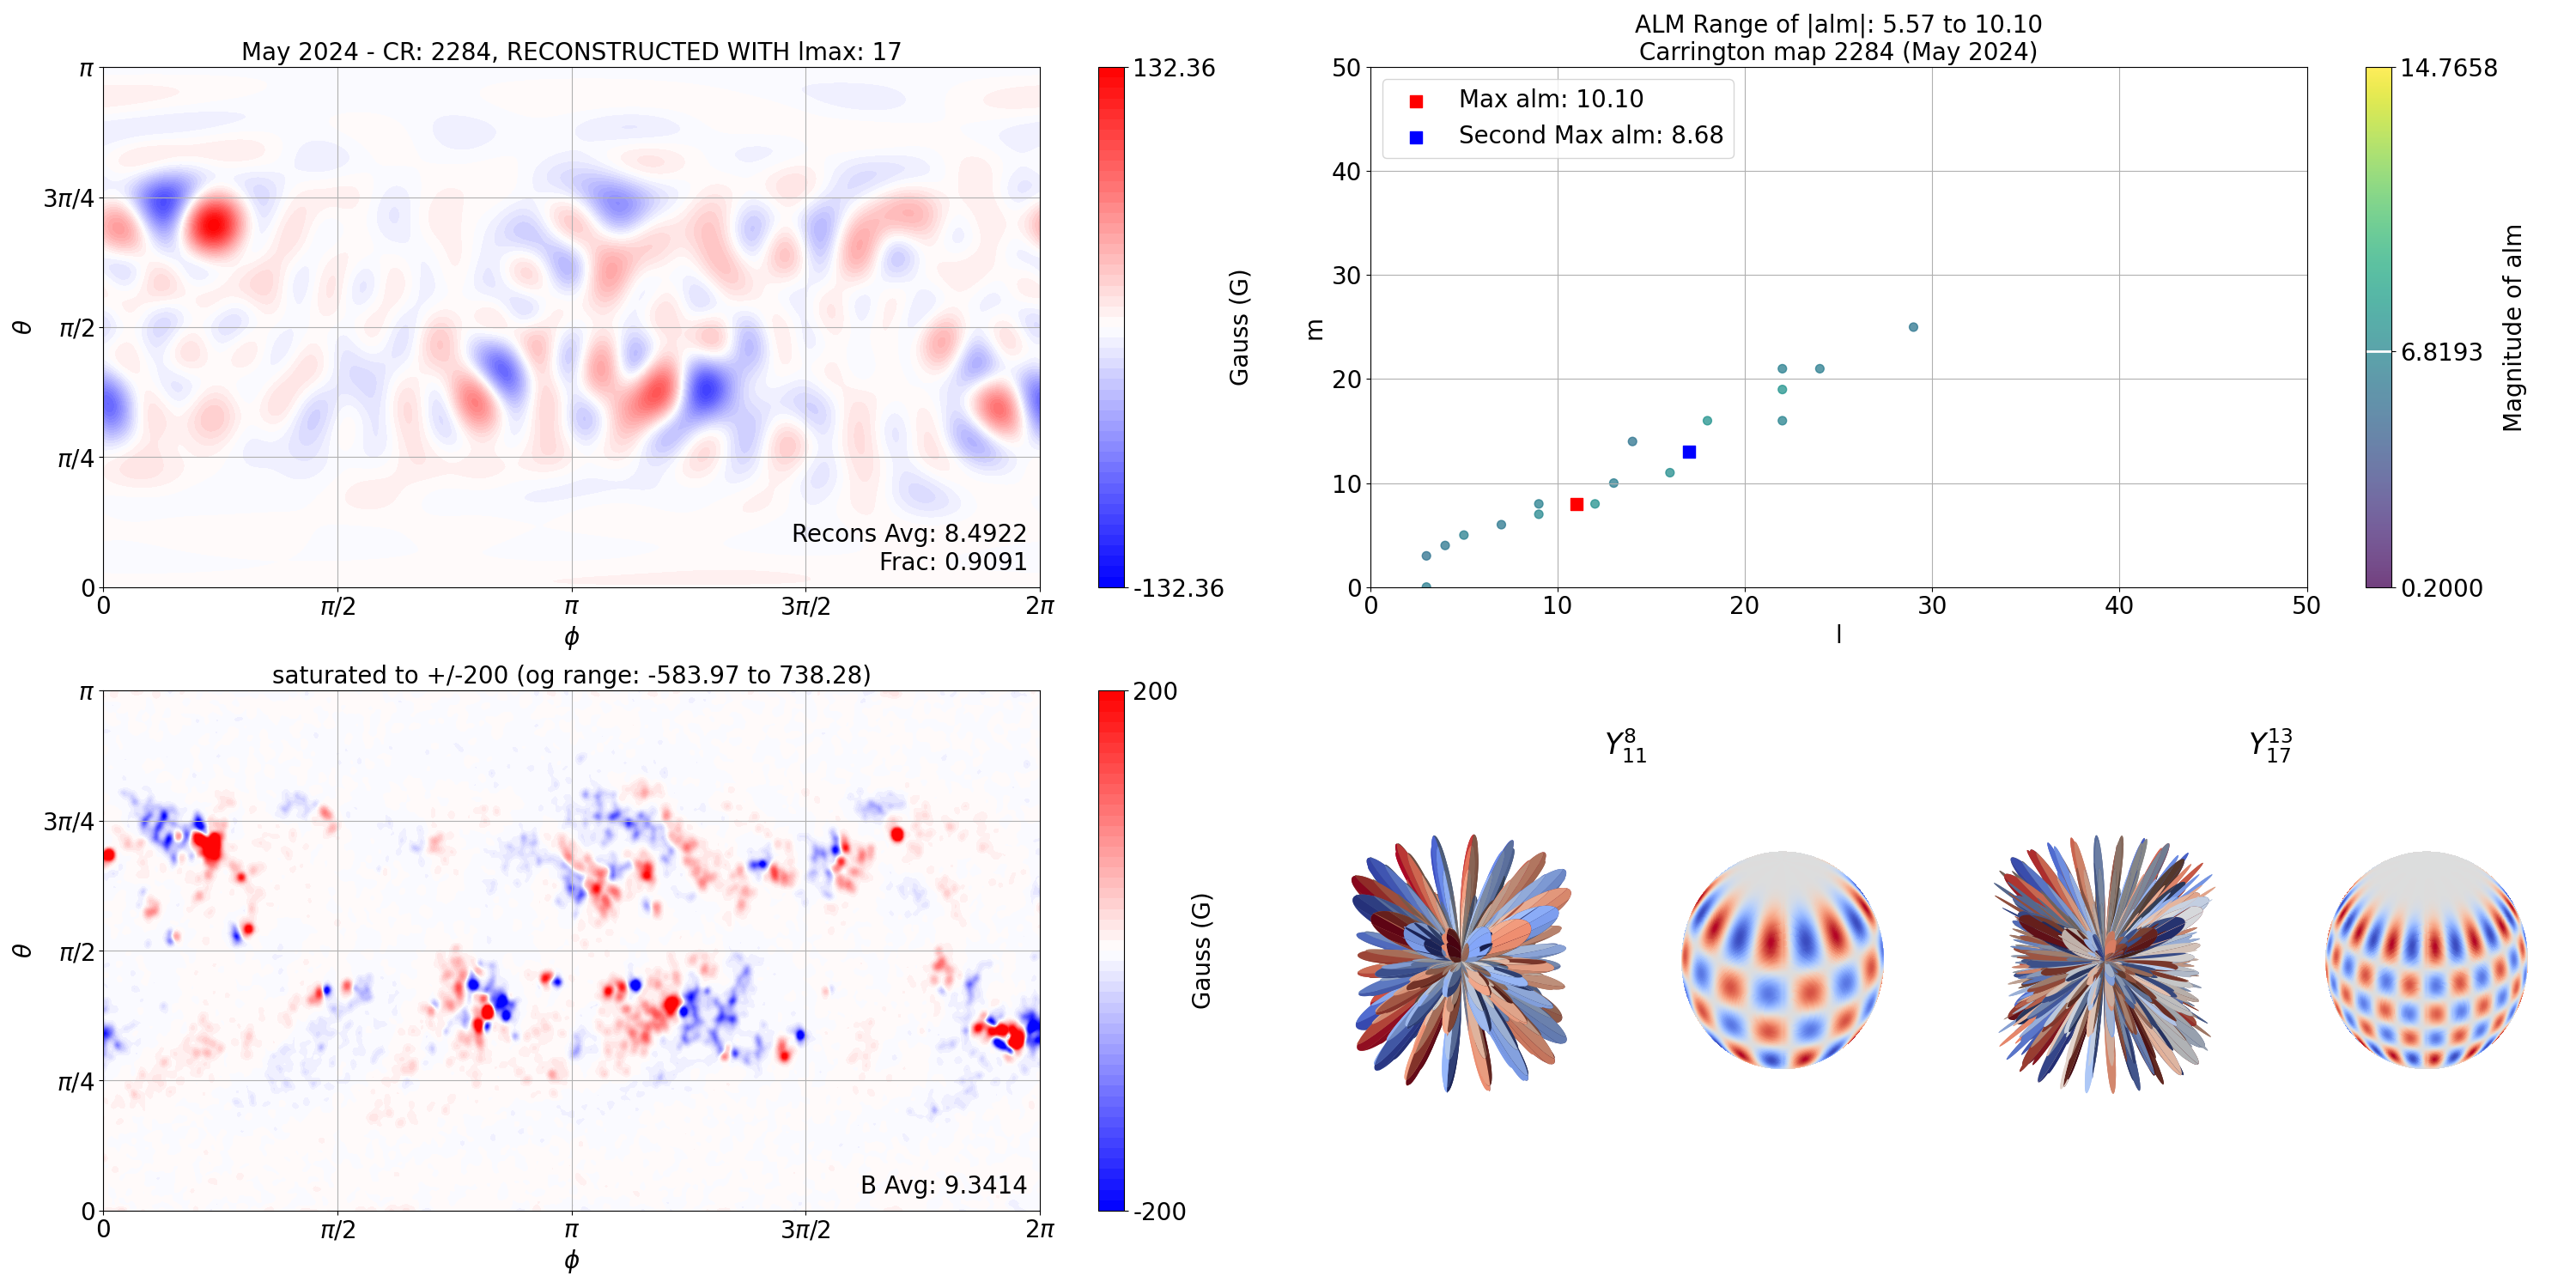 May 2024 - CR: 2284, RECONSTRUCTED WITH lmax: 17
π
3π/4
π/2
π/4
0
θ
0
π/2
π
3π/2
2π
ϕ
Recons Avg: 8.4922
Frac: 0.9091
132.36
-132.36
Gauss (G)
ALM Range of |alm|: 5.57 to 10.10
Carrington map 2284 (May 2024)
Max alm: 10.10
Second Max alm: 8.68
50
40
30
20
10
0
m
0
10
20
30
40
50
l
14.7658
6.8193
0.2000
Magnitude of alm
saturated to +/-200 (og range: -583.97 to 738.28)
π
3π/4
π/2
π/4
0
θ
0
π/2
π
3π/2
2π
ϕ
B Avg: 9.3414
200
-200
Gauss (G)
Y₁₁⁸
Y₁₇¹³